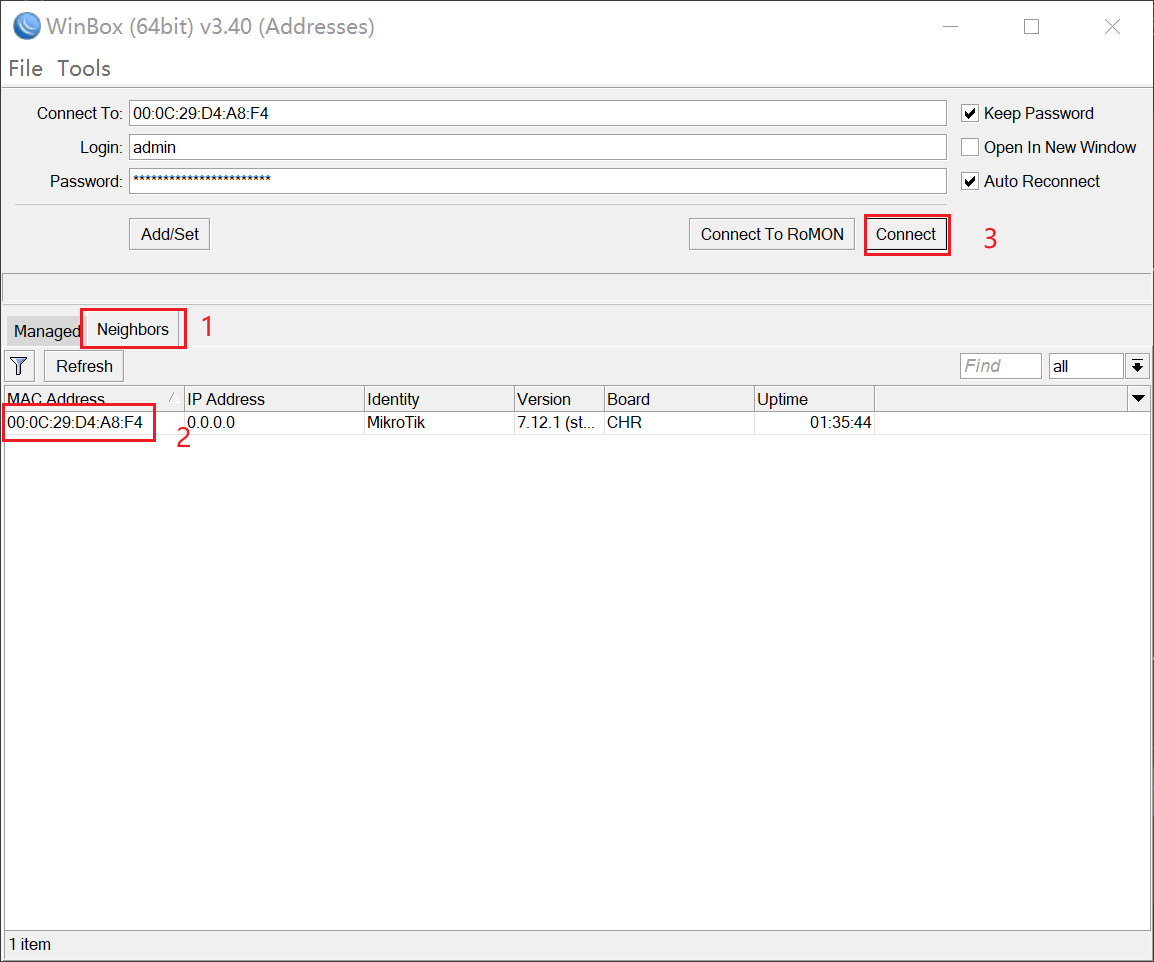 WinBox (64bit) v3.40 (Addresses)
File Tools
Connect To: 00:0C:29:D4:A8:F4
Keep Password
Login: admin
Open In New Window
Password: ***********************
Auto Reconnect
Add/Set
Connect To RoMON
Connect
3
Managed
Neighbors
1
Refresh
Find
all
MAC Address IP Address Identity Version Board Uptime
00:0C:29:D4:A8:F4 0.0.0.0 MikroTik 7.12.1 (st... CHR 01:35:44
2
1 item